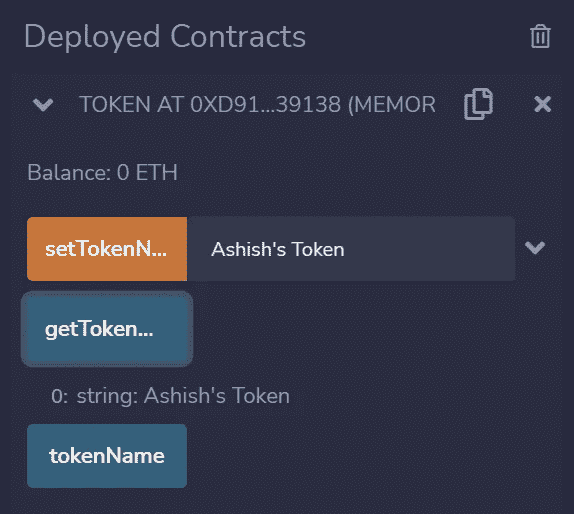 Deployed Contracts
TOKEN AT 0XD91...39138 (MEMOR
Balance: 0 ETH
setTokenN... Ashish's Token
getToken...
0: string: Ashish's Token
tokenName